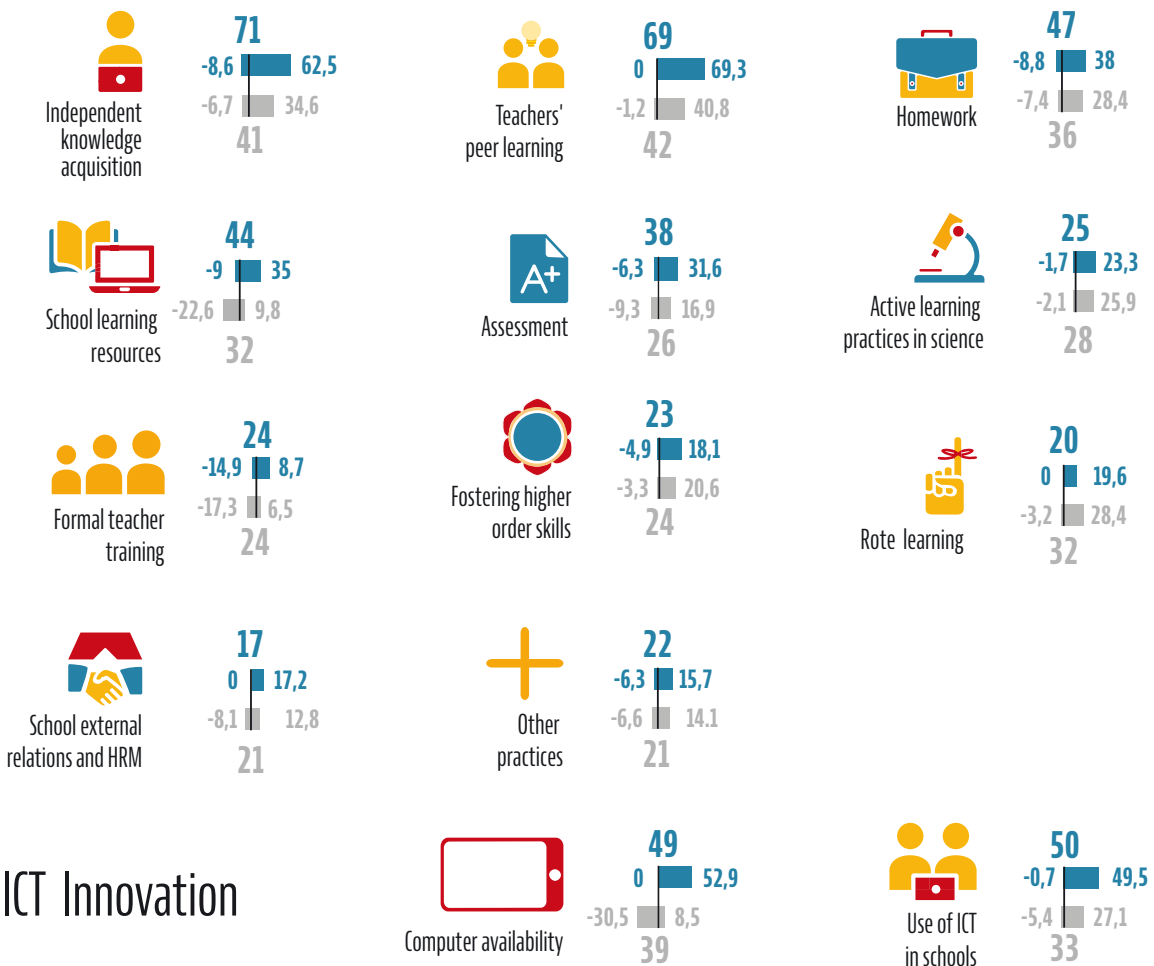 71
-8,6 62,5
-6,7 34,6
41
Independent
knowledge
acquisition
69
0 69,3
-1,2 40,8
42
Teachers'
peer learning
47
-8,8 38
-7,4 28,4
36
Homework
44
-9 35
-22,6 9,8
32
School learning
resources
A+
38
-6,3 31,6
-9,3 16,9
26
Assessment
25
-1,7 23,3
-2,1 25,9
28
Active learning
practices in science
24
-14,9 8,7
-17,3 6,5
24
Formal teacher
training
23
-4,9 18,1
-3,3 20,6
24
Fostering higher
order skills
20
0 19,6
-3,2 28,4
32
Rote learning
17
0 17,2
-8,1 12,8
21
School external
relations and HRM
22
-6,3 15,7
-6,6 14.1
21
Other
practices
ICT Innovation
49
0 52,9
-30,5 8,5
39
Computer availability
50
-0,7 49,5
-5,4 27,1
33
Use of ICT
in schools